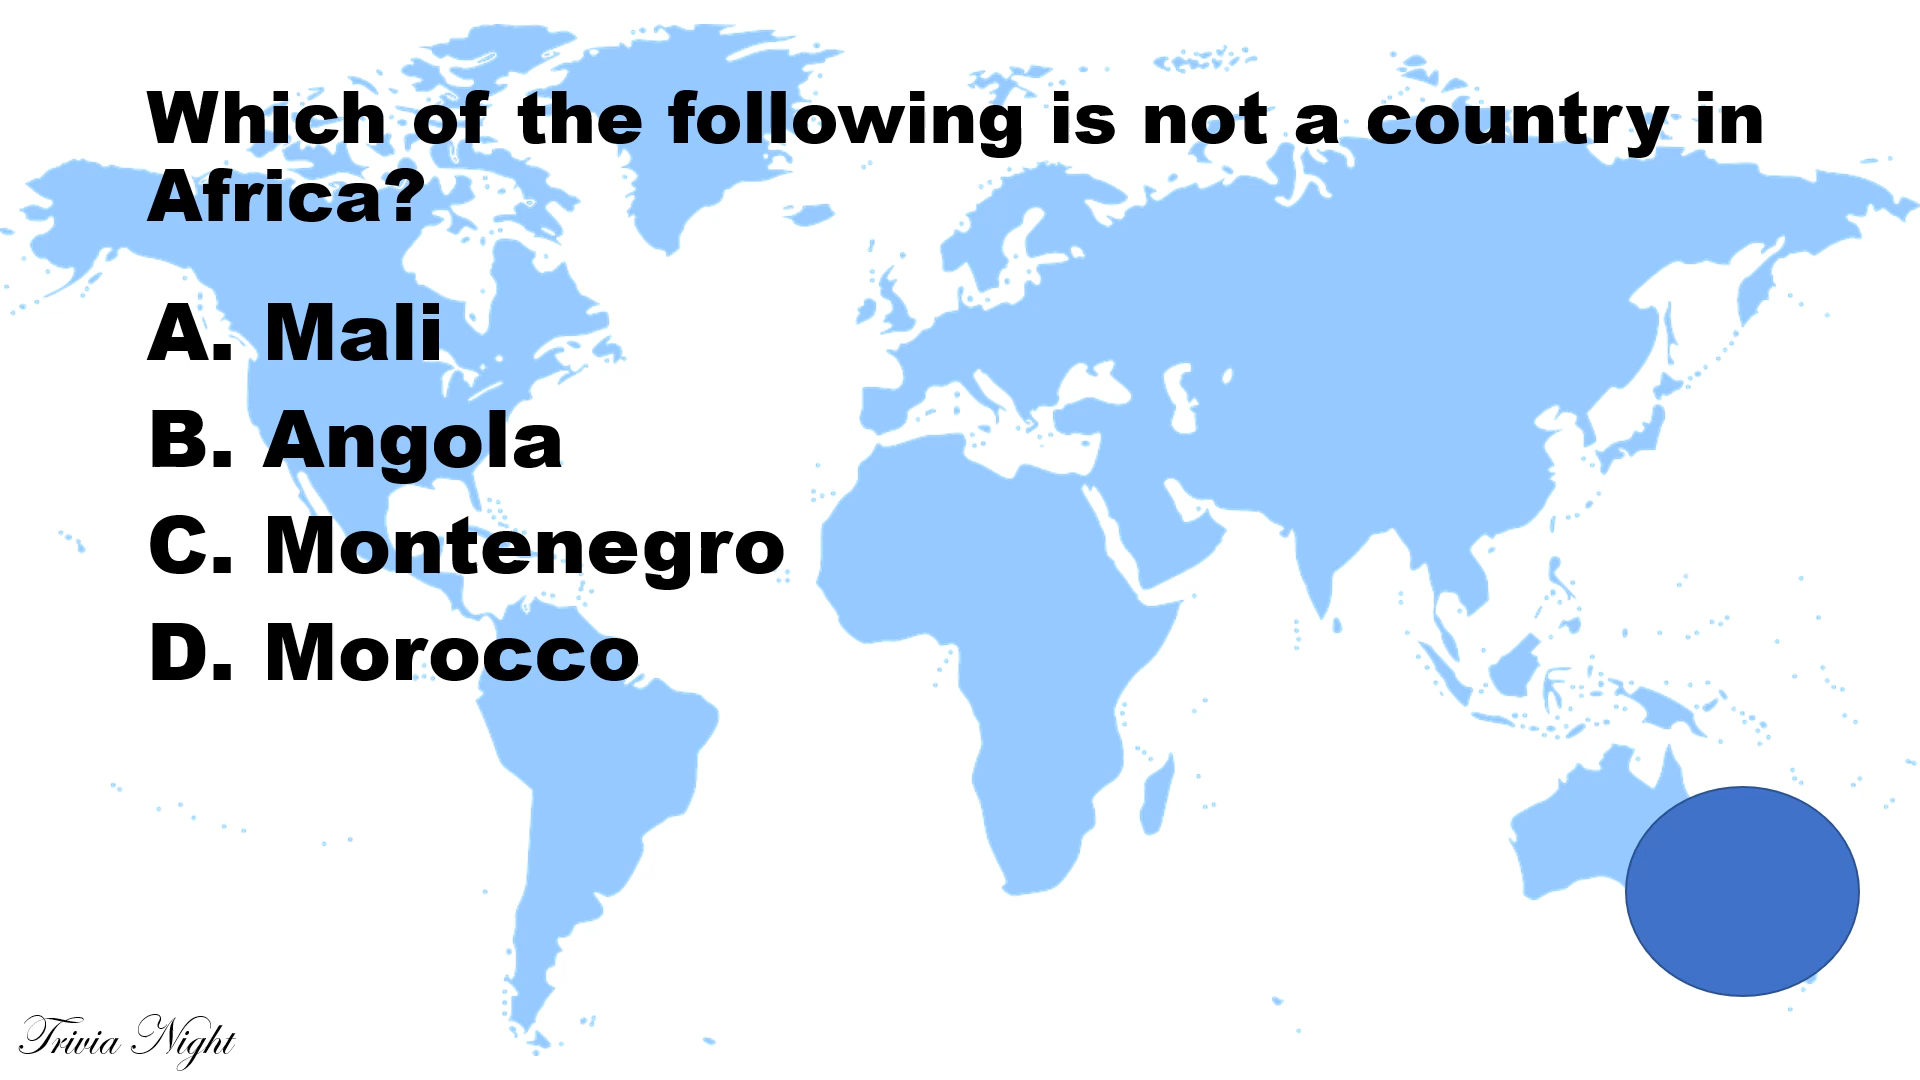 Which of the following is not a country in
Africa?
A. Mali
B. Angola
C. Montenegro
D. Morocco
Trivia Night